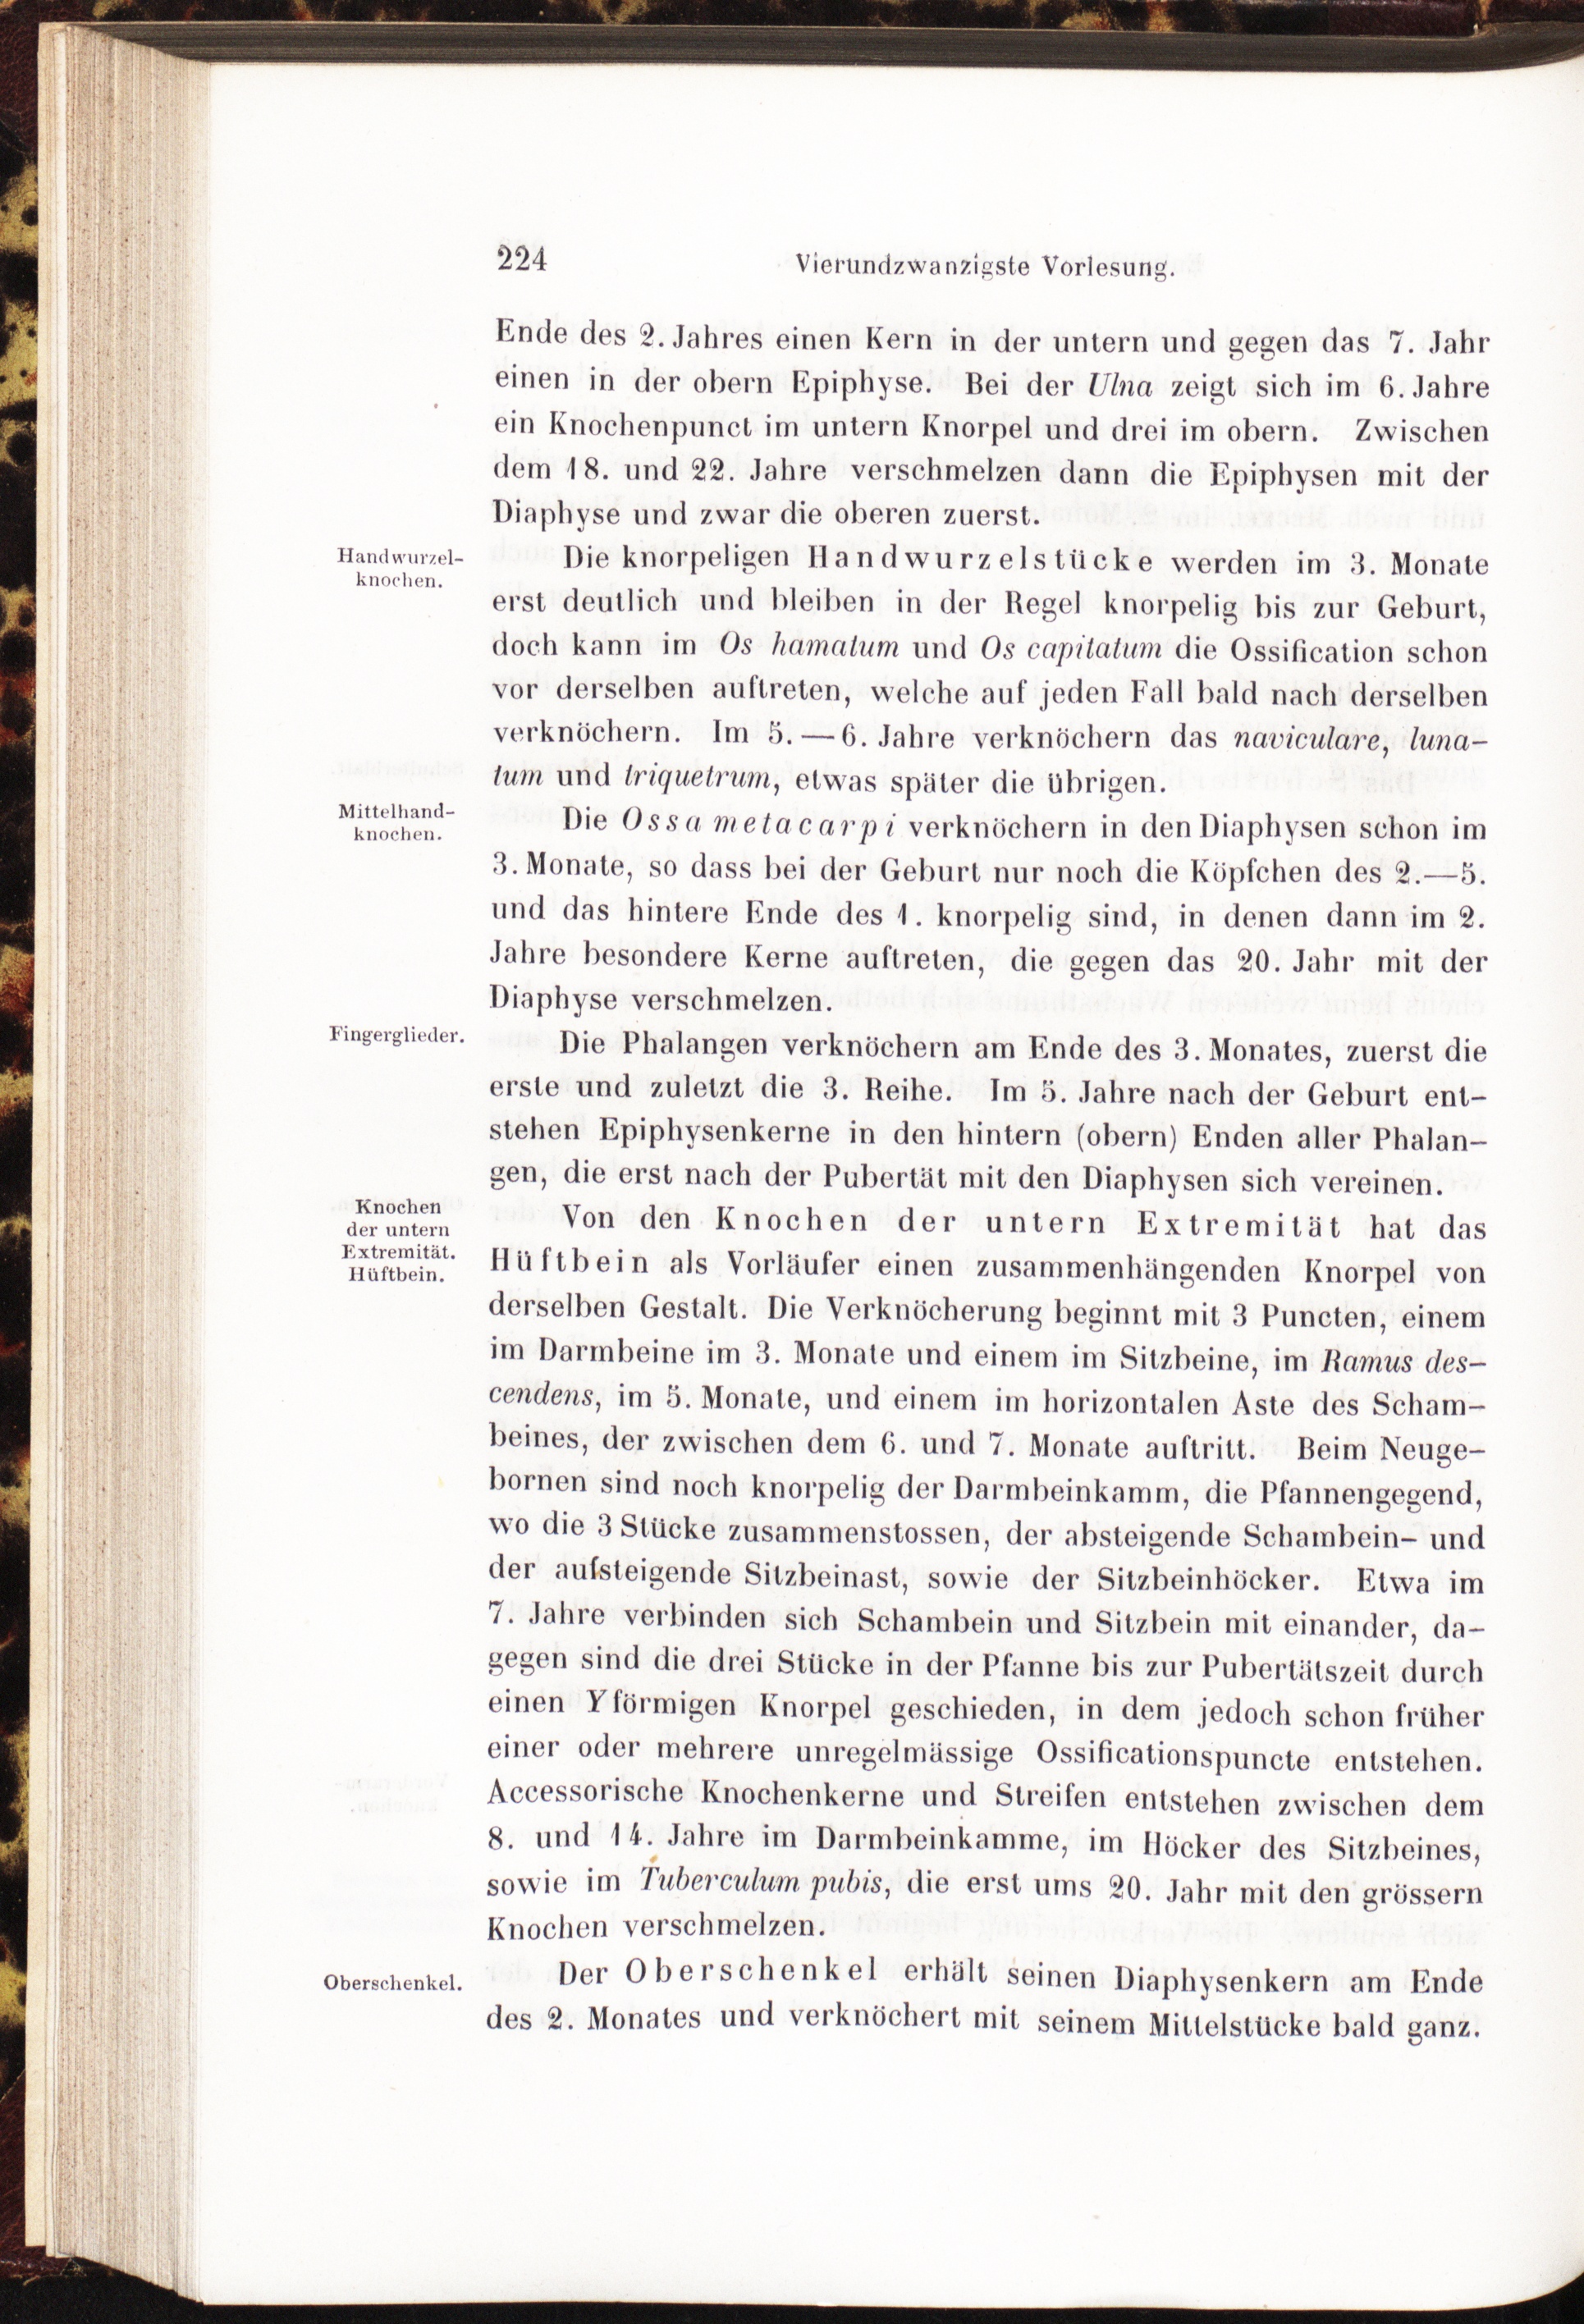 224 Vierundzwanzigste Vorlesung.
Ende des 2. Jahres einen Kern in der untern und gegen das 7. Jahr
einen in der obern Epiphyse. Bei der Ulna zeigt sich im 6. Jahre
ein Knochenpunct im untern Knorpel und drei im obern. Zwischen
dem 18. und 22. Jahre verschmelzen dann die Epiphysen mit der
Diaphyse und zwar die oberen zuerst.
Handwurzel-
knochen.
Die knorpeligen Handwurzelstücke werden im 3. Monate
erst deutlich und bleiben in der Regel knorpelig bis zur Geburt,
doch kann im Os hamatum und Os capitatum die Ossification schon
vor derselben auftreten, welche auf jeden Fall bald nach derselben
verknöchern. Im 5. — 6. Jahre verknöchern das naviculare, luna-
tum und triquetrum, etwas später die übrigen.
Mittelhand-
knochen.
Die Ossa metacarpi verknöchern in den Diaphysen schon im
3. Monate, so dass bei der Geburt nur noch die Köpfchen des 2.—5.
und das hintere Ende des 1. knorpelig sind, in denen dann im 2.
Jahre besondere Kerne auftreten, die gegen das 20. Jahr mit der
Diaphyse verschmelzen.
Fingerglieder.
Die Phalangen verknöchern am Ende des 3. Monates, zuerst die
erste und zuletzt die 3. Reihe. Im 5. Jahre nach der Geburt ent-
stehen Epiphysenkerne in den hintern (obern) Enden aller Phalan-
gen, die erst nach der Pubertät mit den Diaphysen sich vereinen.
Knochen
der untern
Extremität.
Hüftbein.
Von den Knochen der untern Extremität hat das
Hüftbein als Vorläufer einen zusammenhängenden Knorpel von
derselben Gestalt. Die Verknöcherung beginnt mit 3 Puncten, einem
im Darmbeine im 3. Monate und einem im Sitzbeine, im Ramus des-
cendens, im 5. Monate, und einem im horizontalen Aste des Scham-
beines, der zwischen dem 6. und 7. Monate auftritt. Beim Neuge-
bornen sind noch knorpelig der Darmbeinkamm, die Pfannengegend,
wo die 3 Stücke zusammenstossen, der absteigende Schambein- und
der aufsteigende Sitzbeinast, sowie der Sitzbeinhöcker. Etwa im
7. Jahre verbinden sich Schambein und Sitzbein mit einander, da-
gegen sind die drei Stücke in der Pfanne bis zur Pubertätszeit durch
einen Yförmigen Knorpel geschieden, in dem jedoch schon früher
einer oder mehrere unregelmässige Ossificationspuncte entstehen.
Accessorische Knochenkerne und Streifen entstehen zwischen dem
8. und 14. Jahre im Darmbeinkamme, im Höcker des Sitzbeines,
sowie im Tuberculum pubis, die erst ums 20. Jahr mit den grössern
Knochen verschmelzen.
Oberschenkel.
Der Oberschenkel erhält seinen Diaphysenkern am Ende
des 2. Monates und verknöchert mit seinem Mittelstücke bald ganz.